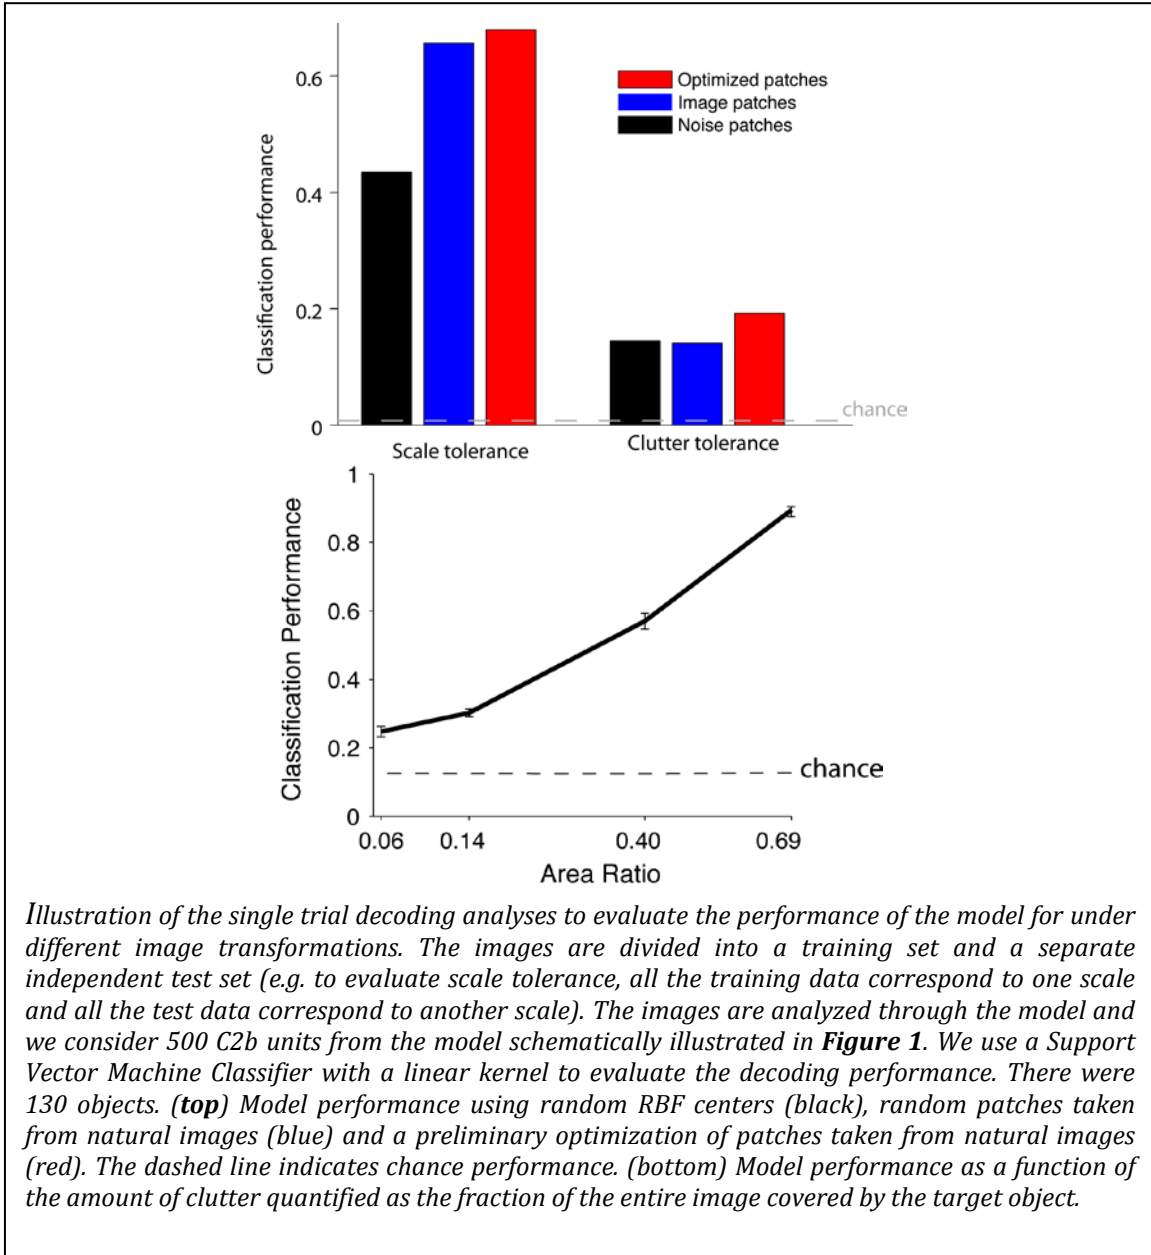 0.6
0.4
0.2
0
Classification performance
Optimized patches
Image patches
Noise patches
chance
Scale tolerance
Clutter tolerance
1
0.8
0.6
0.4
0.2
0
Classification Performance
chance
0.06 0.14 0.40 0.69
Area Ratio
Illustration of the single trial decoding analyses to evaluate the performance of the model for under
different image transformations. The images are divided into a training set and a separate
independent test set (e.g. to evaluate scale tolerance, all the training data correspond to one scale
and all the test data correspond to another scale). The images are analyzed through the model and
we consider 500 C2b units from the model schematically illustrated in Figure 1. We use a Support
Vector Machine Classifier with a linear kernel to evaluate the decoding performance. There were
130 objects. (top) Model performance using random RBF centers (black), random patches taken
from natural images (blue) and a preliminary optimization of patches taken from natural images
(red). The dashed line indicates chance performance. (bottom) Model performance as a function of
the amount of clutter quantified as the fraction of the entire image covered by the target object.